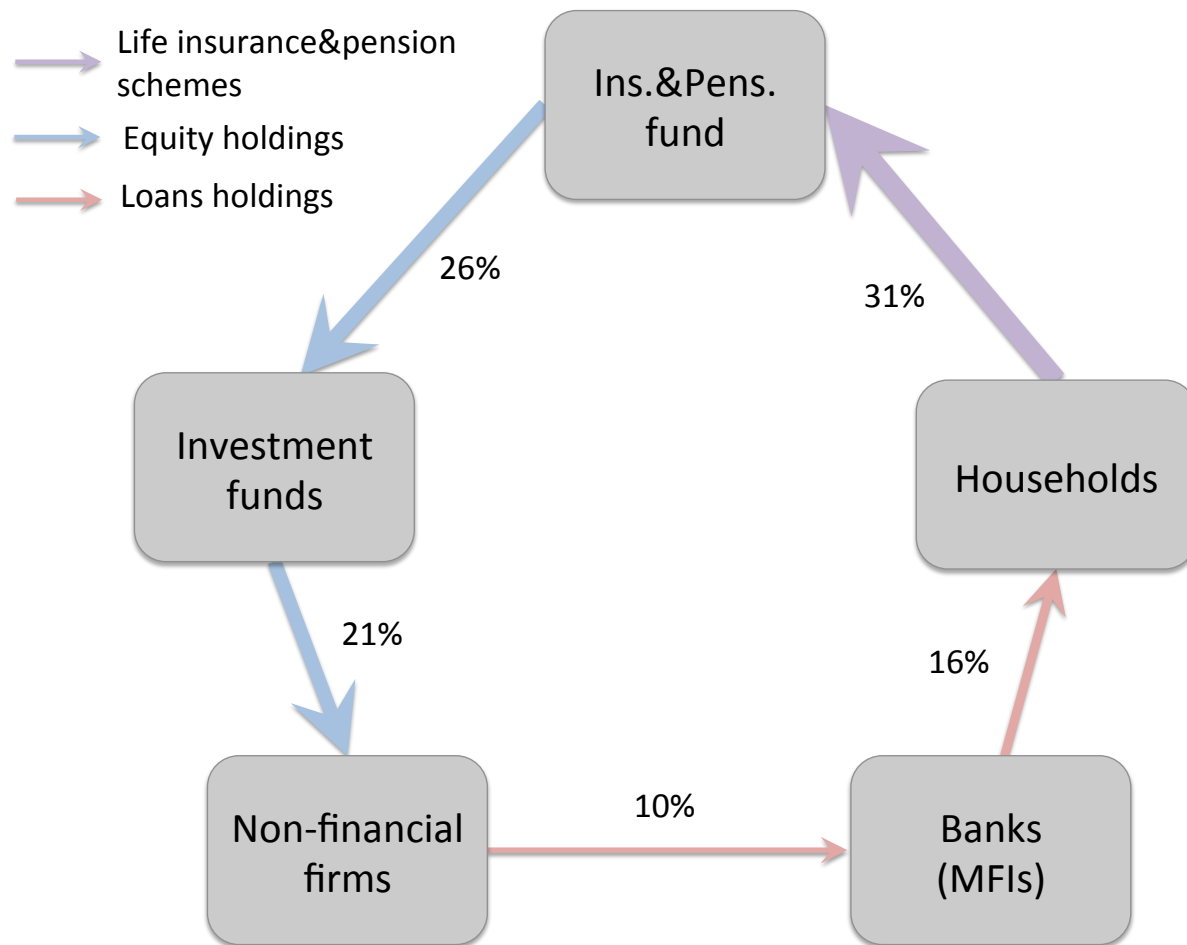 Life insurance&pension
schemes
Equity holdings
Loans holdings
Ins.&Pens.
fund
26%
31%
Investment
funds
Households
21%
16%
Non-financial
firms
10%
Banks
(MFIs)